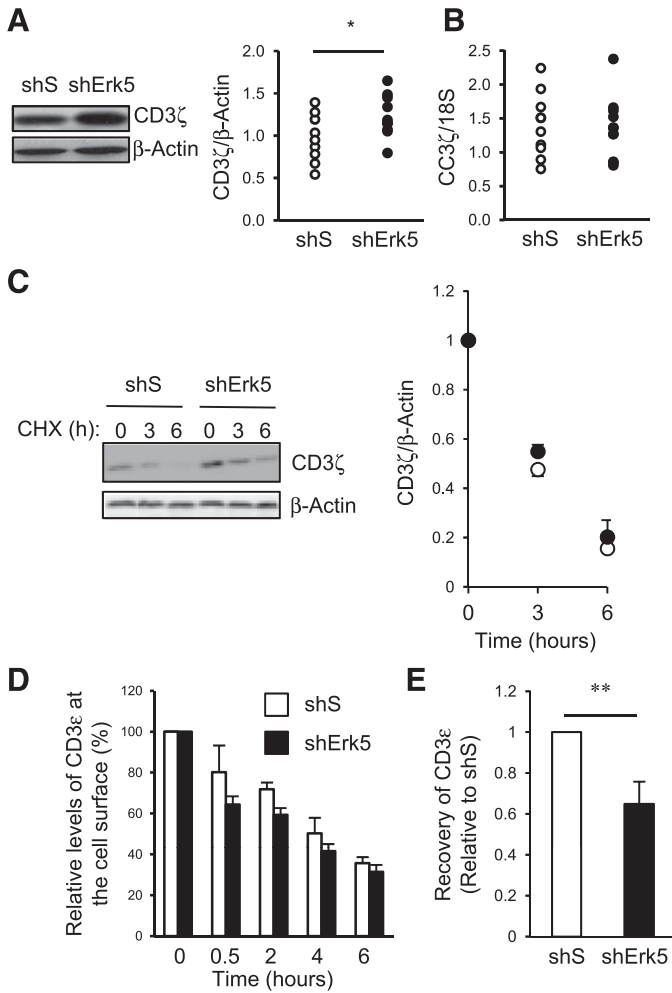 A
shS shErk5
CD3ζ
β-Actin
CD3ζ/β-Actin
2.0
1.5
1.0
0.5
0.0
*
shS shErk5
B
CC3ζ/18S
2.5
2.0
1.5
1.0
0.5
0.0
shS shErk5
C
shS shErk5
CHX (h): 0 3 6 0 3 6
CD3ζ
β-Actin
CD3ζ/β-Actin
1.2
1
0.6
0.4
0.2
0
0 3 6
Time (hours)
D
Relative levels of CD3ε at
the cell surface (%)
120
100
80
60
40
20
0
shS
shErk5
0 0.5 2 4 6
Time (hours)
E
Recovery of CD3ε
(Relative to shS)
1.2
1
0.8
0.6
0.4
0.2
0
**
shS shErk5